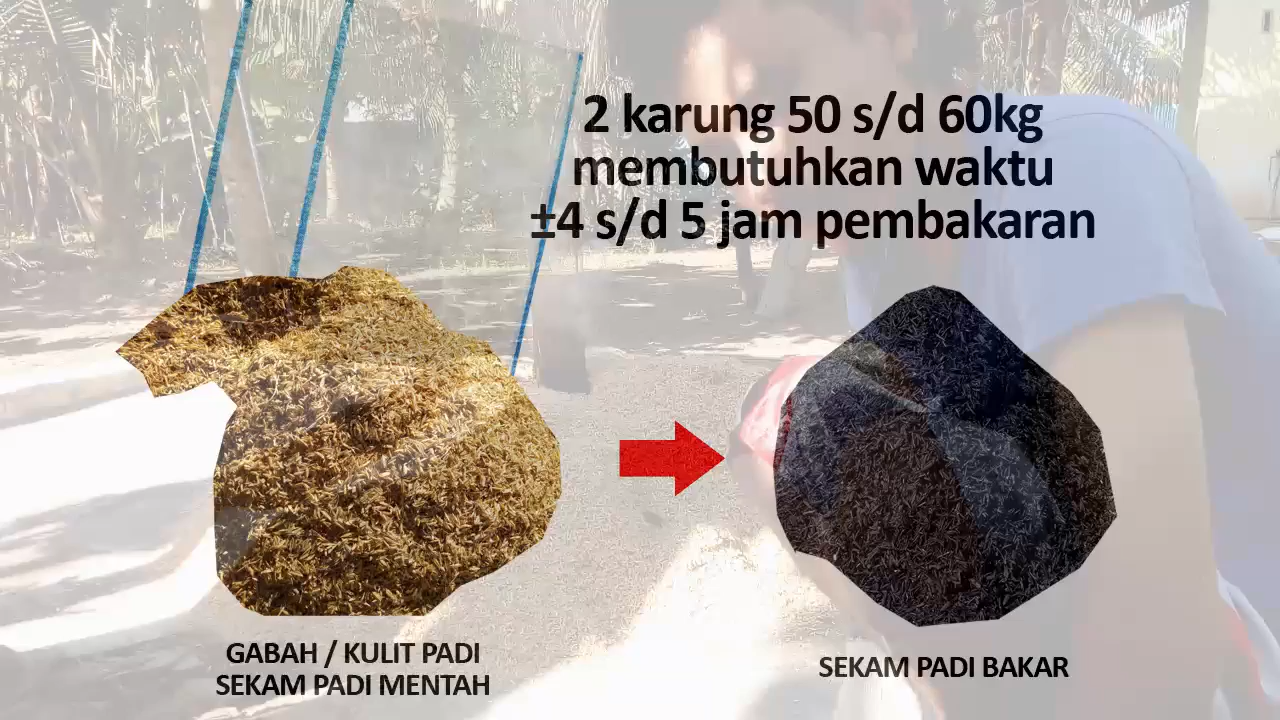 2 karung 50 s/d 60kg
membutuhkan waktu
±4 s/d 5 jam pembakaran
GABAH / KULIT PADI
SEKAM PADI MENTAH
SEKAM PADI BAKAR